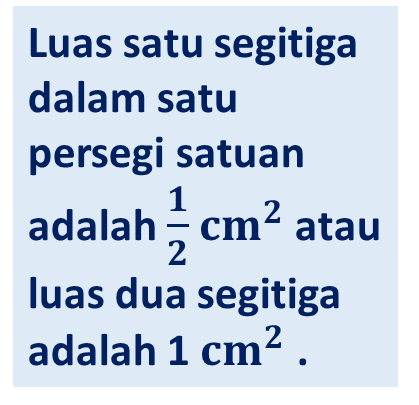 Luas satu segitiga
dalam satu
persegi satuan
adalah 1/2 cm² atau
luas dua segitiga
adalah 1 cm² .